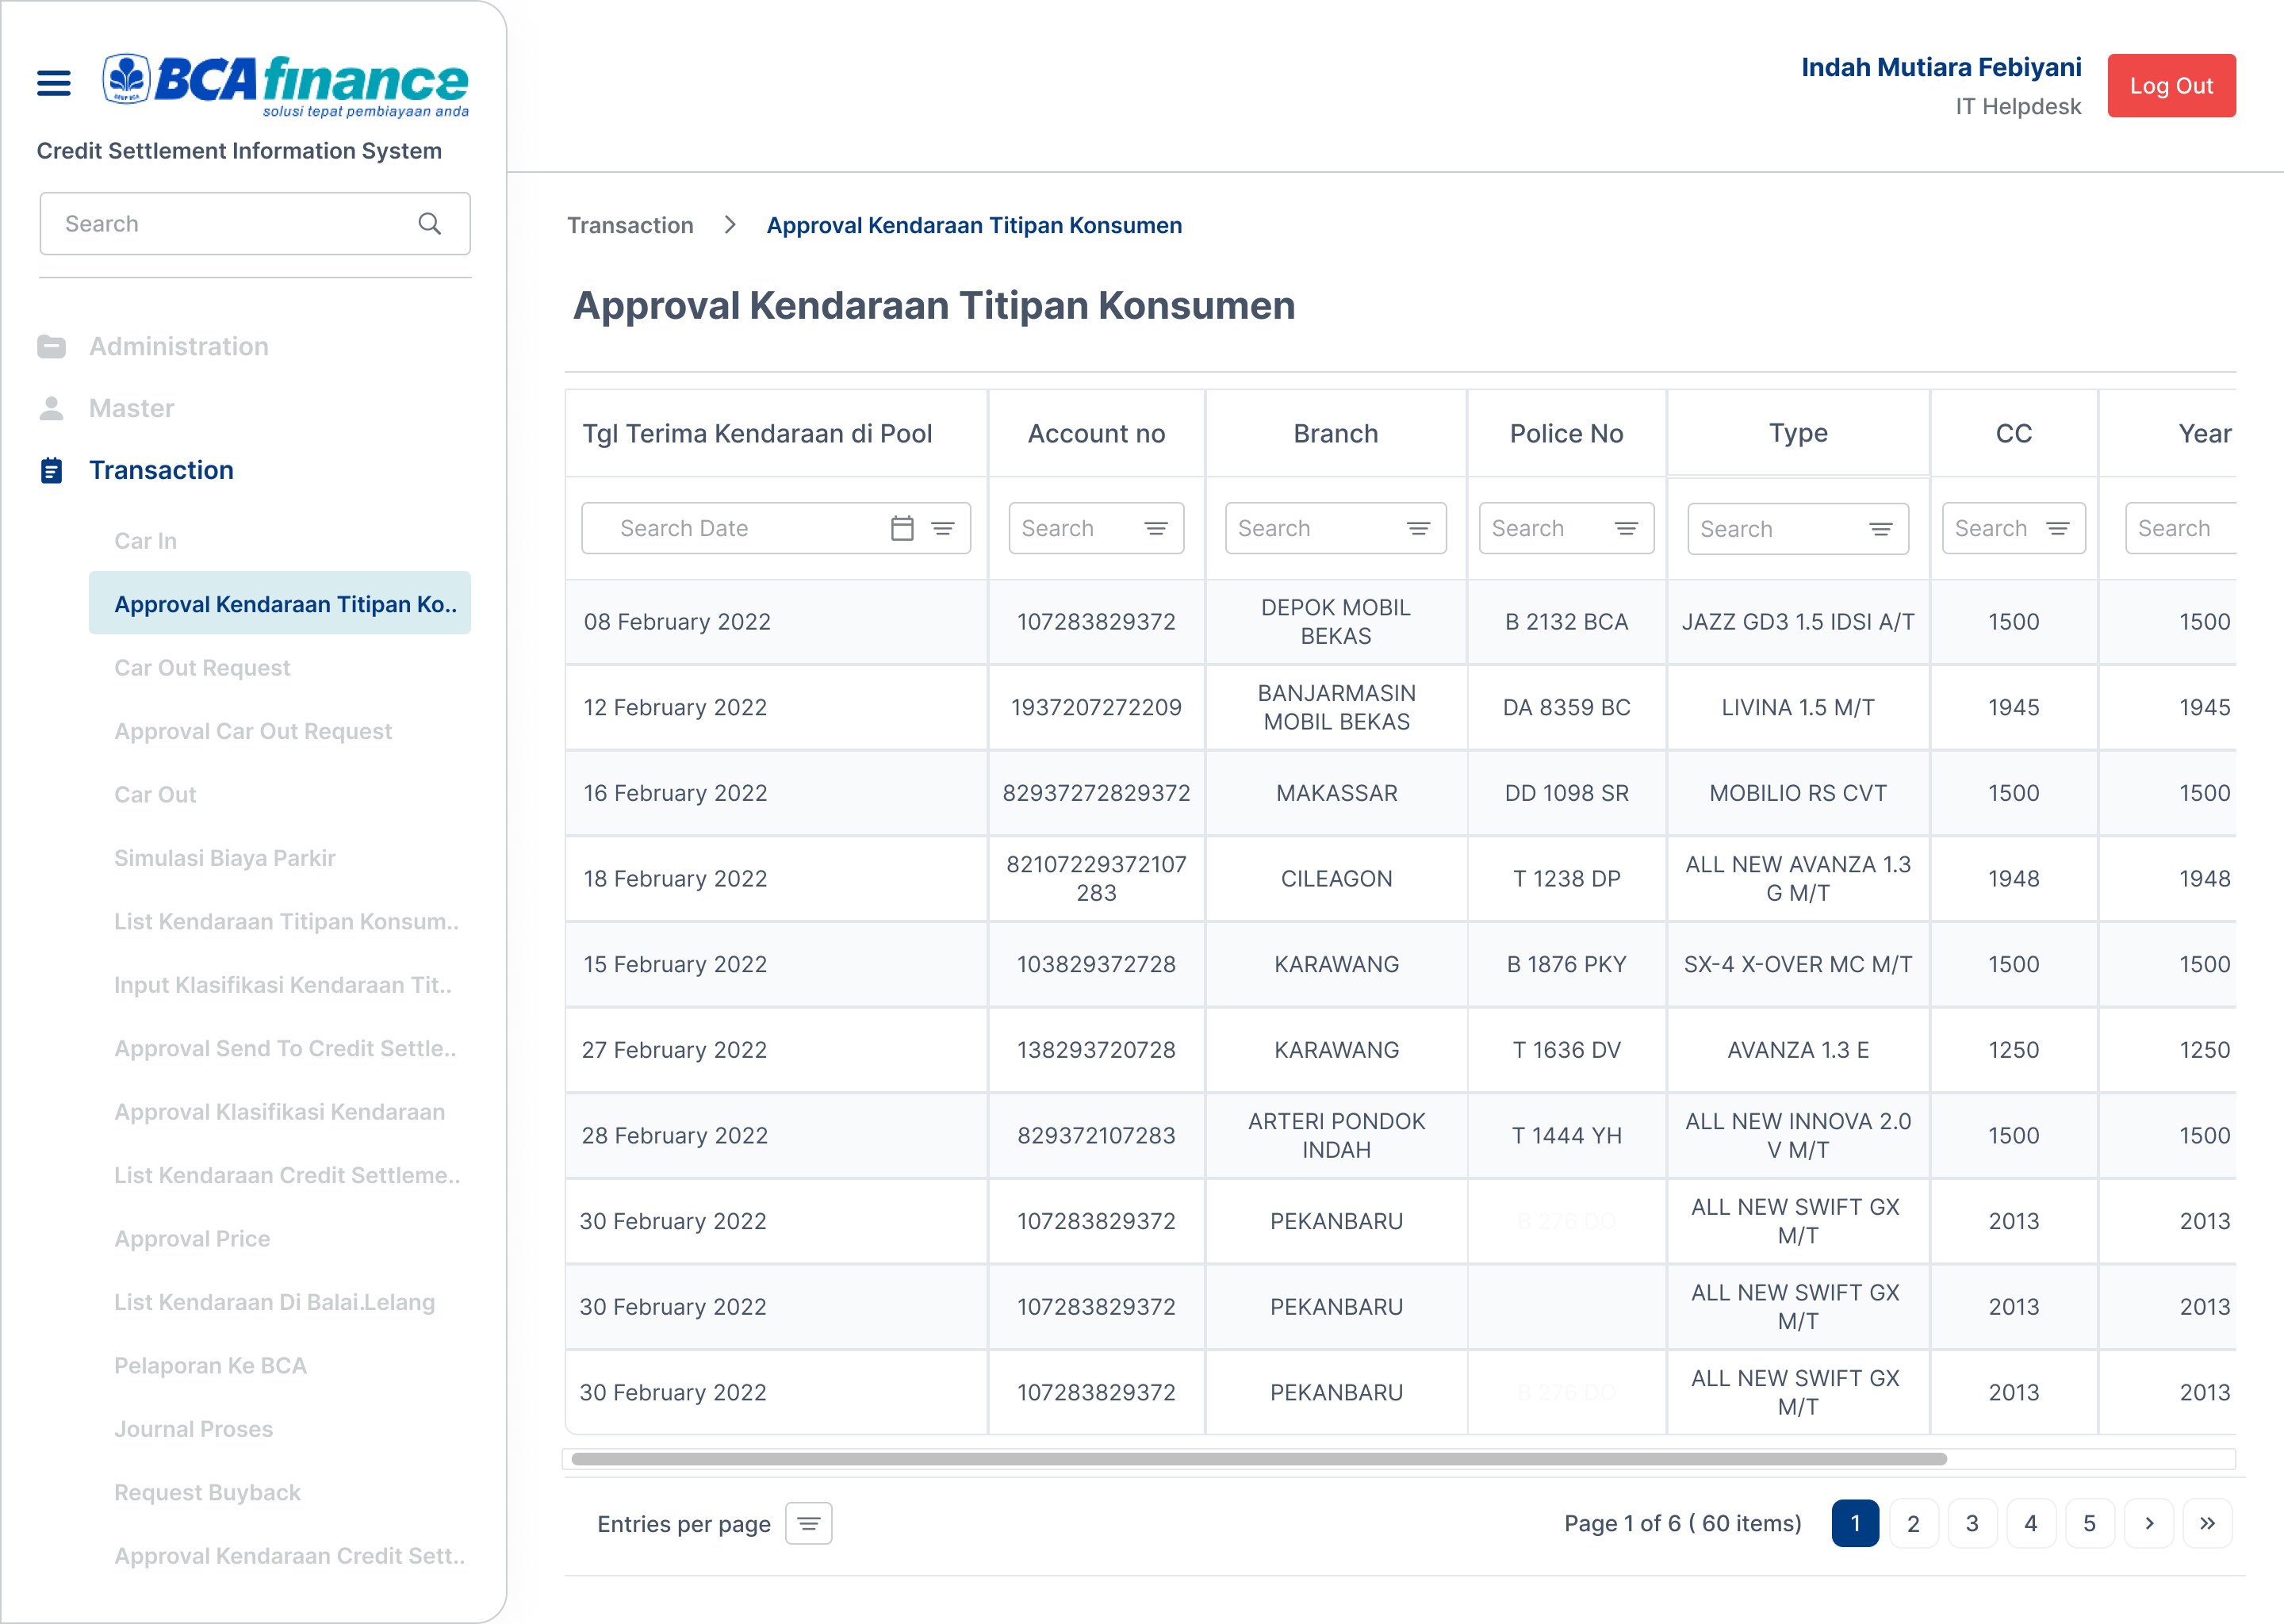 BCA finance
solusi tepat pembiayaan anda
Credit Settlement Information System
Search
Administration
Master
Transaction
Car In
Approval Kendaraan Titipan Ko..
Car Out Request
Approval Car Out Request
Car Out
Simulasi Biaya Parkir
List Kendaraan Titipan Konsum..
Input Klasifikasi Kendaraan Tit..
Approval Send To Credit Settle..
Approval Klasifikasi Kendaraan
List Kendaraan Credit Settleme..
Approval Price
List Kendaraan Di Balai.Lelang
Pelaporan Ke BCA
Journal Proses
Request Buyback
Approval Kendaraan Credit Sett..
Indah Mutiara Febiyani
IT Helpdesk
Log Out
Transaction > Approval Kendaraan Titipan Konsumen
Approval Kendaraan Titipan Konsumen
Tgl Terima Kendaraan di Pool Account no Branch Police No Type CC Year
Search Date Search Search Search Search Search Search
08 February 2022 107283829372 DEPOK MOBIL BEKAS B 2132 BCA JAZZ GD3 1.5 IDSI A/T 1500 1500
12 February 2022 1937207272209 BANJARMASIN MOBIL BEKAS DA 8359 BC LIVINA 1.5 M/T 1945 1945
16 February 2022 82937272829372 MAKASSAR DD 1098 SR MOBILIO RS CVT 1500 1500
18 February 2022 82107229372107 283 CILEAGON T 1238 DP ALL NEW AVANZA 1.3 G M/T 1948 1948
15 February 2022 103829372728 KARAWANG B 1876 PKY SX-4 X-OVER MC M/T 1500 1500
27 February 2022 138293720728 KARAWANG T 1636 DV AVANZA 1.3 E 1250 1250
28 February 2022 829372107283 ARTERI PONDOK INDAH T 1444 YH ALL NEW INNOVA 2.0 V M/T 1500 1500
30 February 2022 107283829372 PEKANBARU B 276 DO ALL NEW SWIFT GX M/T 2013 2013
30 February 2022 107283829372 PEKANBARU ALL NEW SWIFT GX M/T 2013 2013
30 February 2022 107283829372 PEKANBARU B 276 DO ALL NEW SWIFT GX M/T 2013 2013
Entries per page
Page 1 of 6 ( 60 items) 1 2 3 4 5 > »